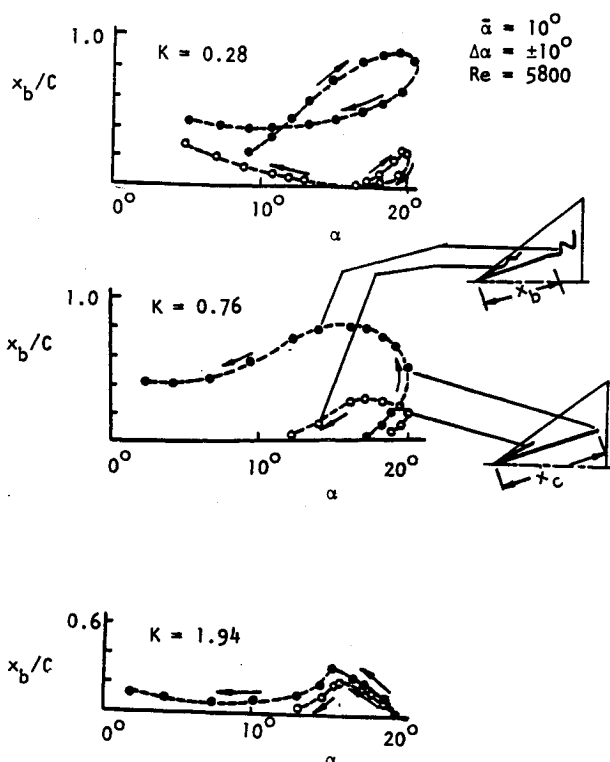 1.0
K = 0.28
x_b/C
ᾱ = 10°
Δα = ±10°
Re = 5800
0° 10° 20°
α
x_b
1.0
K = 0.76
x_b/C
0° 10° 20°
α
x_c
0.6
K = 1.94
x_b/C
0° 10° 20°
α